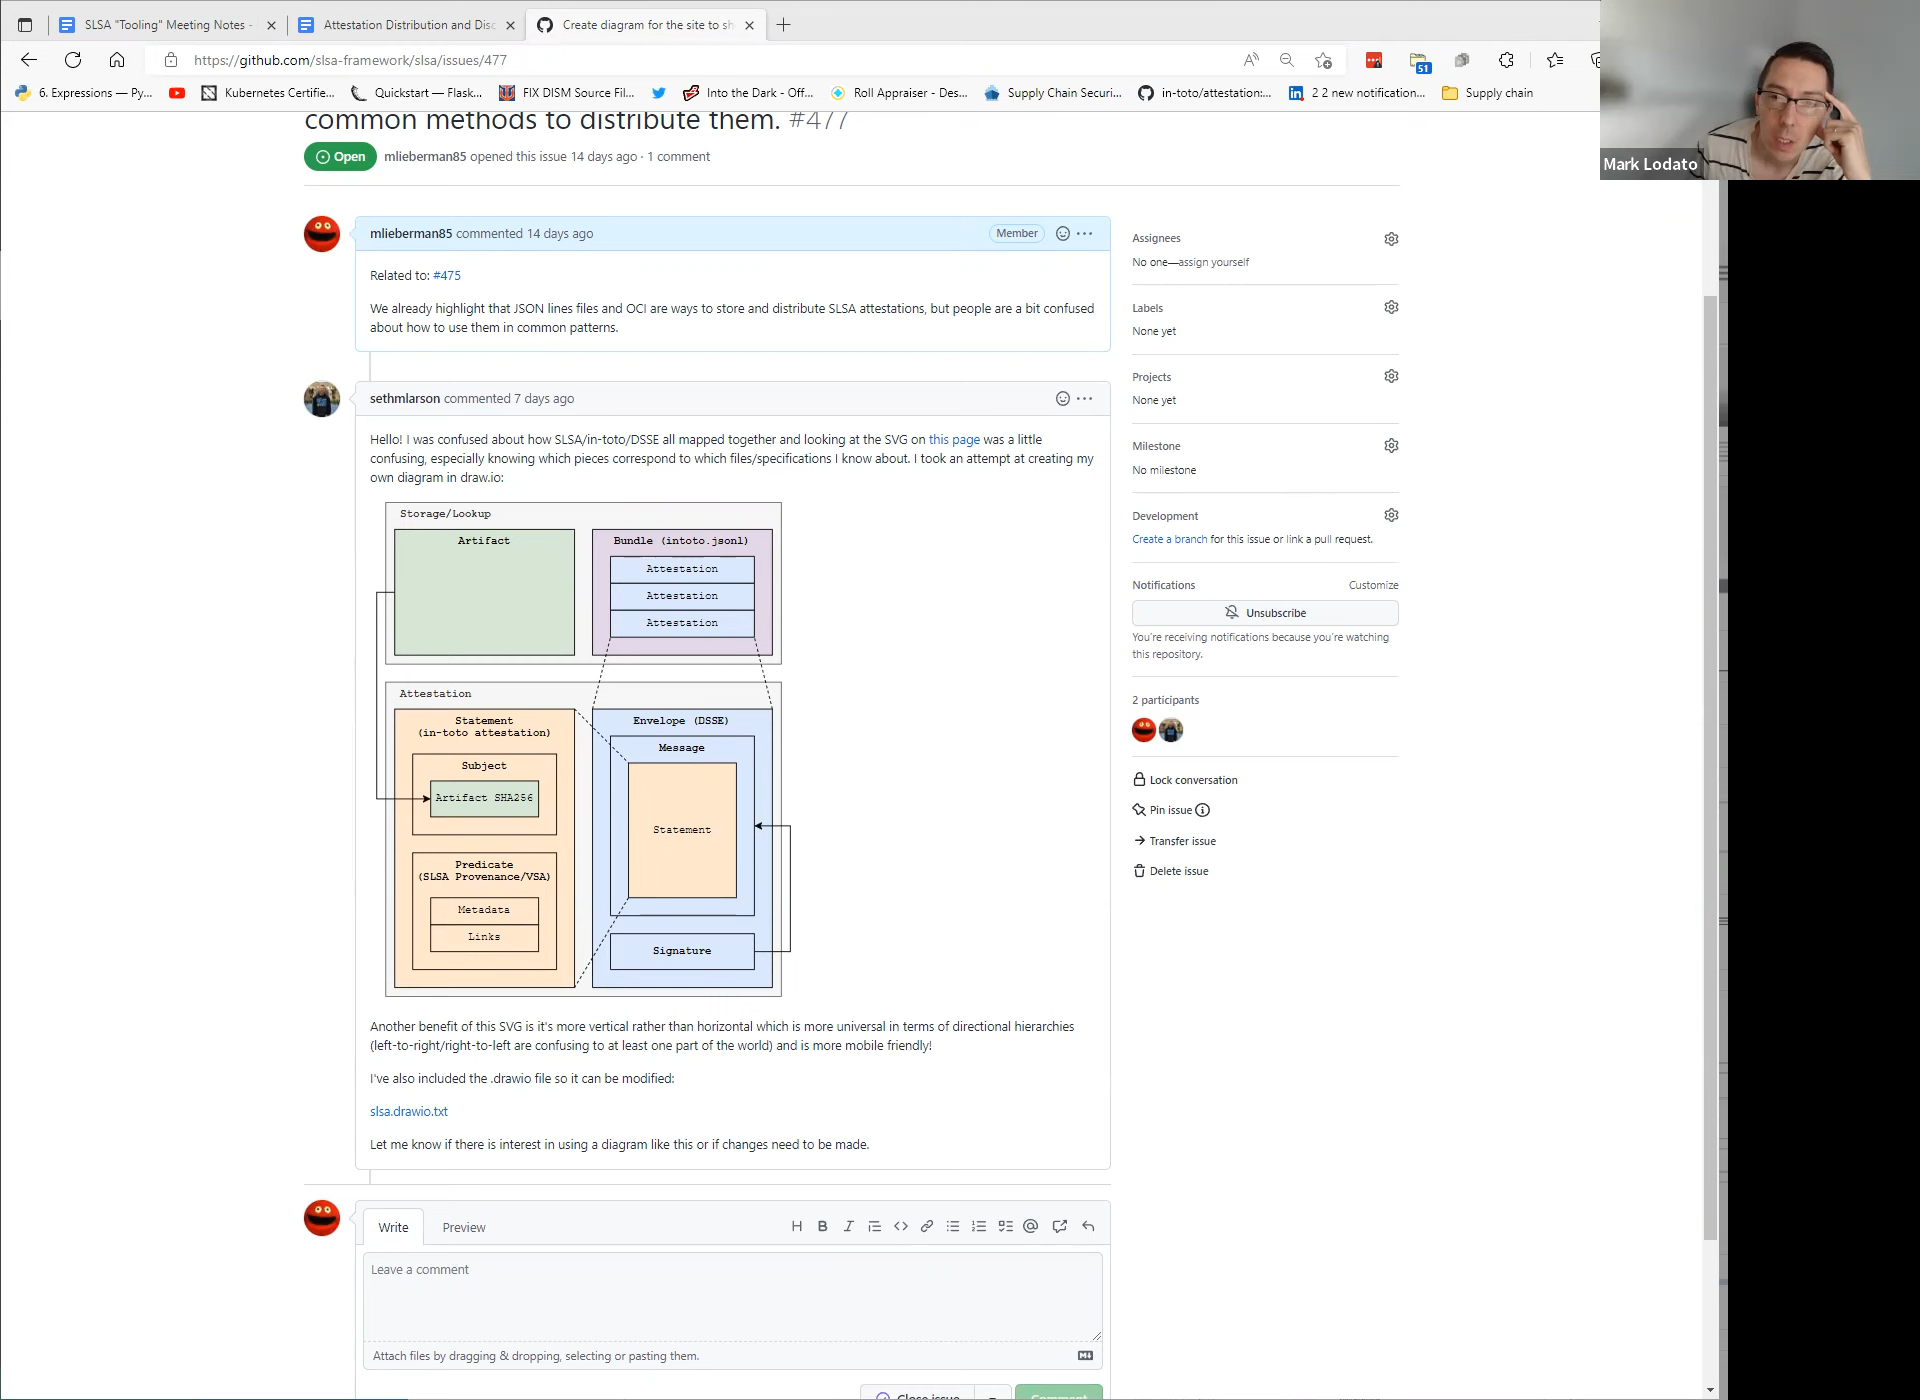 SLSA "Tooling" Meeting Notes -
Attestation Distribution and Disc
Create diagram for the site to sh
https://github.com/slsa-framework/slsa/issues/477
51
6. Expressions — Py...
Kubernetes Certifie...
Quickstart — Flask...
FIX DISM Source Fil...
Into the Dark - Off...
Roll Appraiser - Des...
Supply Chain Securi...
in-toto/attestation:...
2 2 new notification...
Supply chain
Mark Lodato
common methods to distribute them. #477
Open
mlieberman85 opened this issue 14 days ago · 1 comment
mlieberman85 commented 14 days ago
Member
Related to: #475
We already highlight that JSON lines files and OCI are ways to store and distribute SLSA attestations, but people are a bit confused
about how to use them in common patterns.
sethmlarson commented 7 days ago
Hello! I was confused about how SLSA/in-toto/DSSE all mapped together and looking at the SVG on this page was a little
confusing, especially knowing which pieces correspond to which files/specifications I know about. I took an attempt at creating my
own diagram in draw.io:
Storage/Lookup
Artifact
Bundle (intoto.jsonl)
Attestation
Attestation
Attestation
Attestation
Statement
(in-toto attestation)
Subject
Artifact SHA256
Predicate
(SLSA Provenance/VSA)
Metadata
Links
Envelope (DSSE)
Message
Statement
Signature
Another benefit of this SVG is it's more vertical rather than horizontal which is more universal in terms of directional hierarchies
(left-to-right/right-to-left are confusing to at least one part of the world) and is more mobile friendly!
I've also included the .drawio file so it can be modified:
slsa.drawio.txt
Let me know if there is interest in using a diagram like this or if changes need to be made.
Write
Preview
Leave a comment
Attach files by dragging & dropping, selecting or pasting them.
Close issue
Comment
Assignees
No one—assign yourself
Labels
None yet
Projects
None yet
Milestone
No milestone
Development
Create a branch for this issue or link a pull request.
Notifications
Customize
Unsubscribe
You're receiving notifications because you're watching
this repository.
2 participants
Lock conversation
Pin issue
Transfer issue
Delete issue